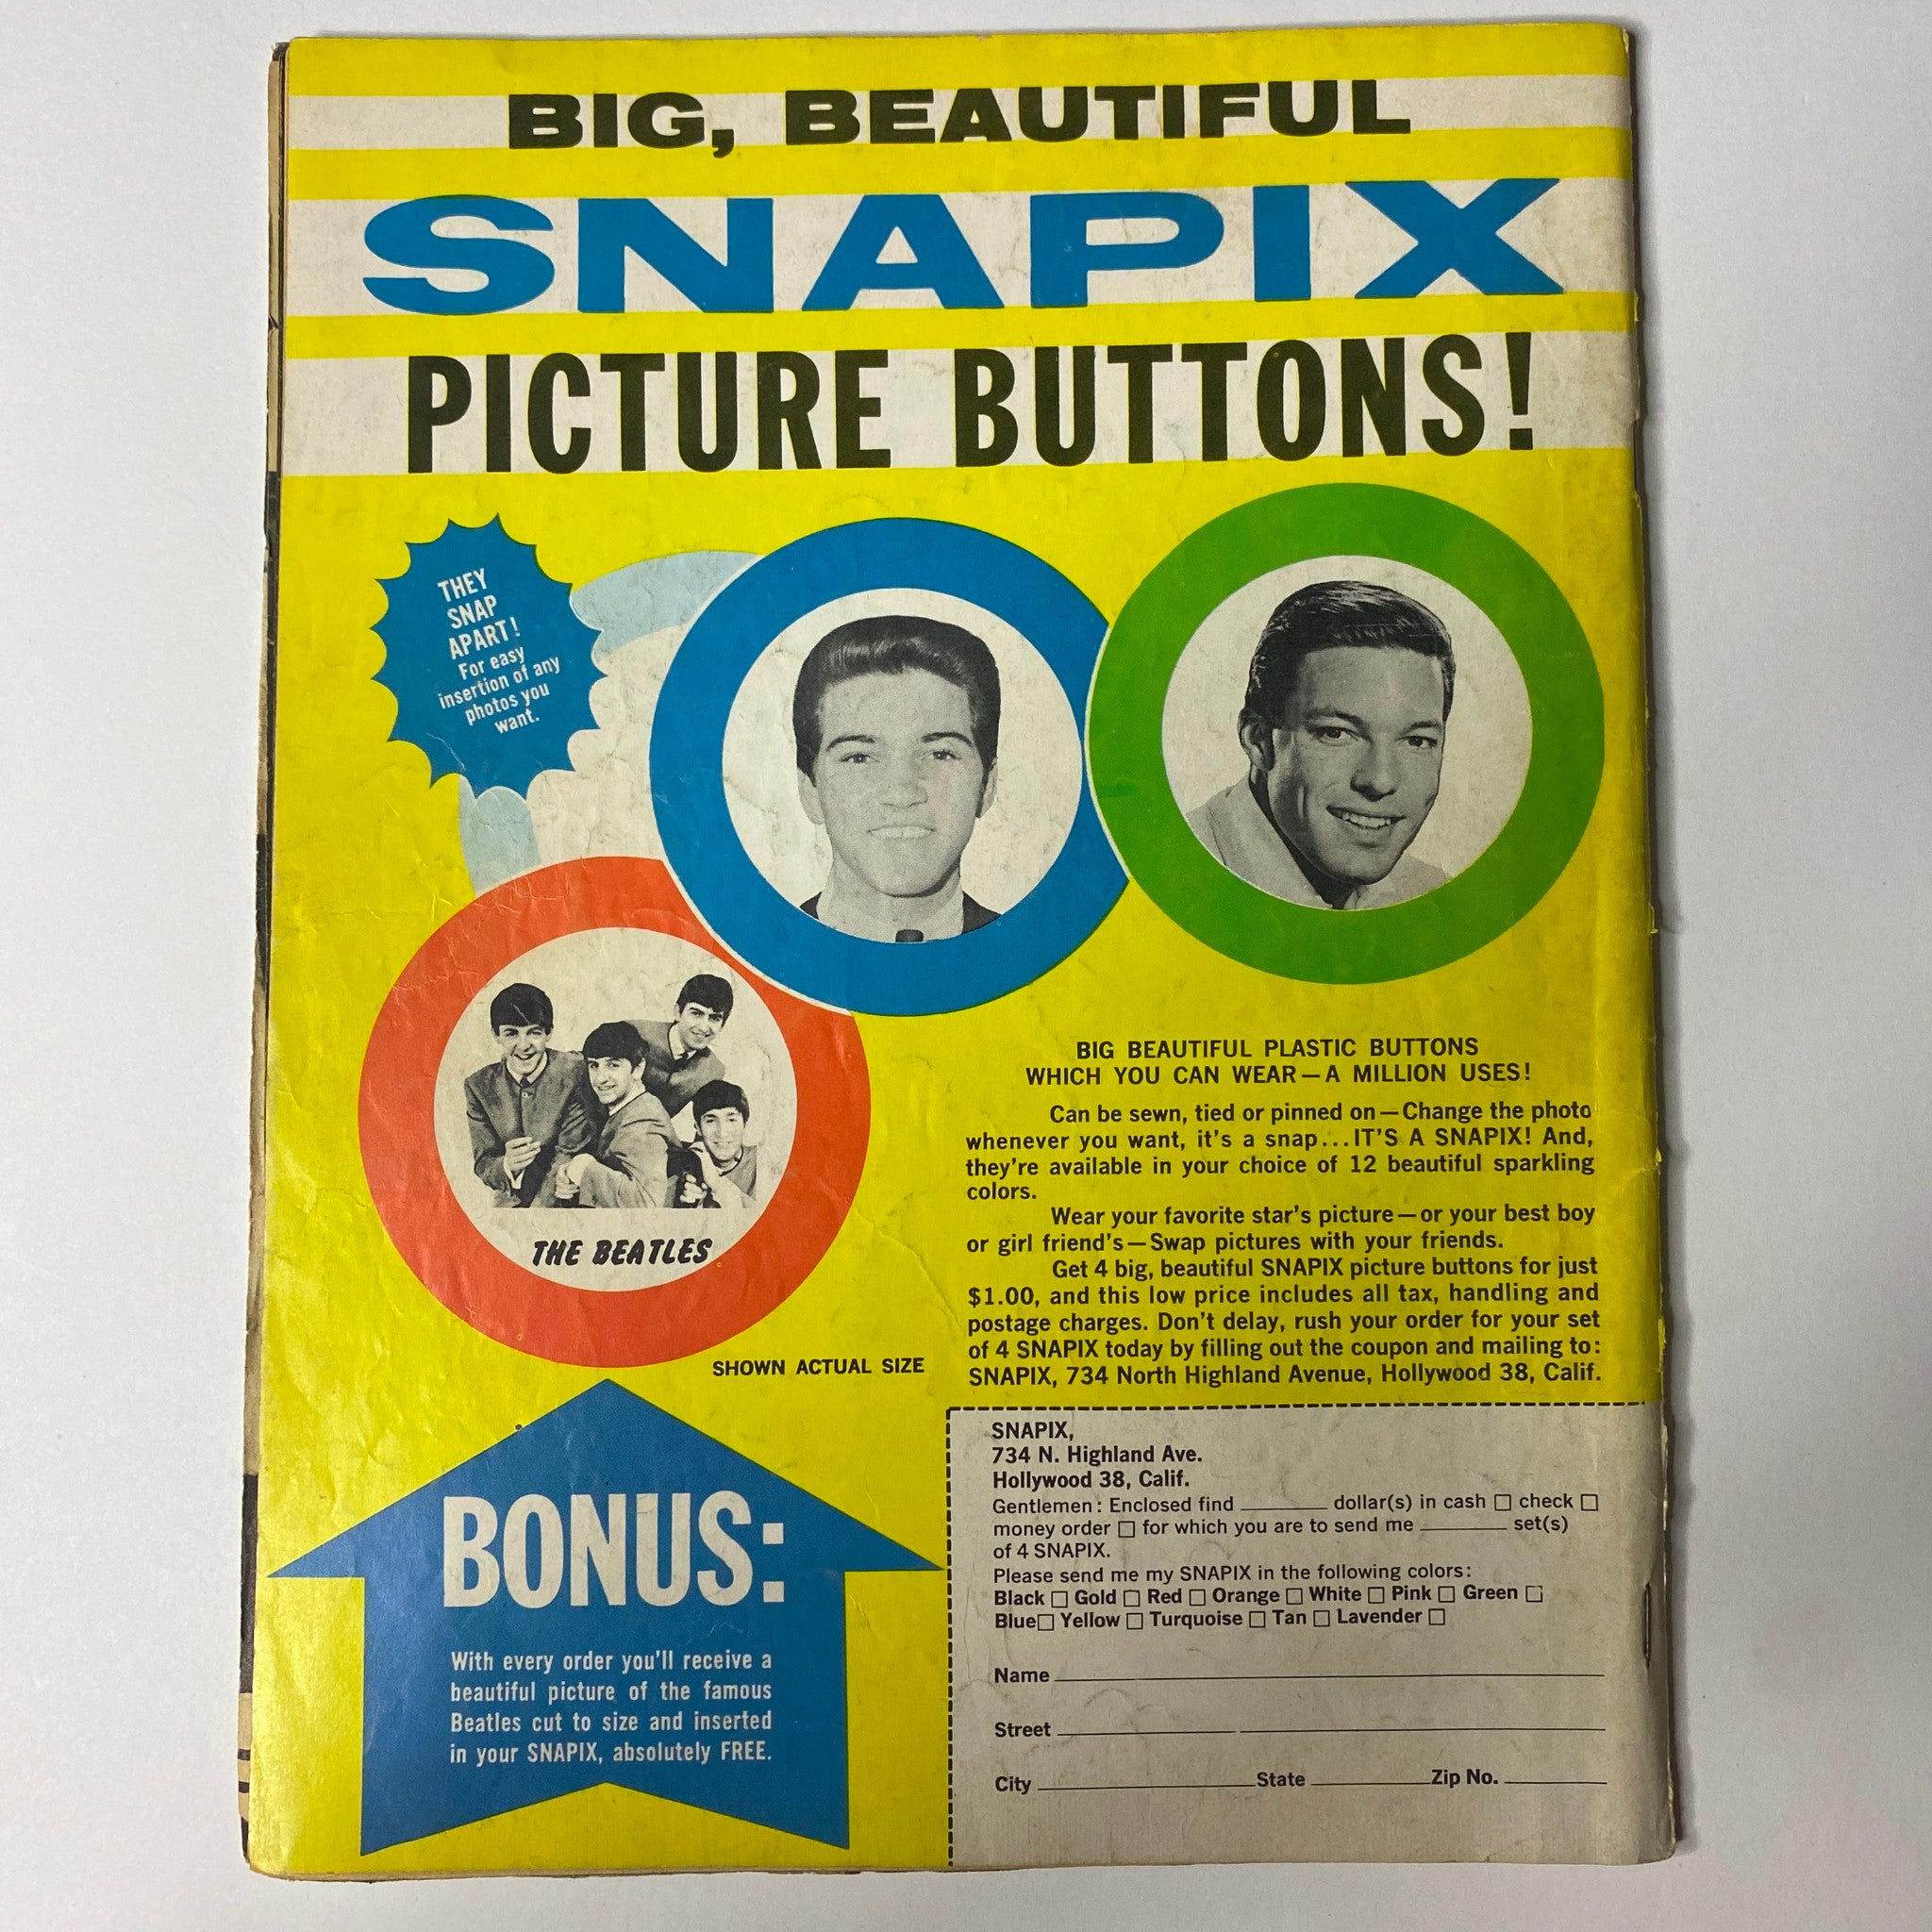 BIG, BEAUTIFUL
SNAPIX
PICTURE BUTTONS!
THEY
SNAP
APART!
For easy
insertion of any
photos you
want.
THE BEATLES
SHOWN ACTUAL SIZE
BIG BEAUTIFUL PLASTIC BUTTONS
WHICH YOU CAN WEAR—A MILLION USES!
Can be sewn, tied or pinned on—Change the photo
whenever you want, it's a snap...IT'S A SNAPIX! And,
they're available in your choice of 12 beautiful sparkling
colors.
Wear your favorite star's picture—or your best boy
or girl friend's—Swap pictures with your friends.
Get 4 big, beautiful SNAPIX picture buttons for just
$1.00, and this low price includes all tax, handling and
postage charges. Don't delay, rush your order for your set
of 4 SNAPIX today by filling out the coupon and mailing to:
SNAPIX, 734 North Highland Avenue, Hollywood 38, Calif.
BONUS:
With every order you'll receive a
beautiful picture of the famous
Beatles cut to size and inserted
in your SNAPIX, absolutely FREE.
SNAPIX,
734 N. Highland Ave.
Hollywood 38, Calif.
Gentlemen: Enclosed find ________ dollar(s) in cash □ check □
money order □ for which you are to send me ________ set(s)
of 4 SNAPIX.
Please send me my SNAPIX in the following colors:
Black □ Gold □ Red □ Orange □ White □ Pink □ Green □
Blue □ Yellow □ Turquoise □ Tan □ Lavender □
Name ________
Street ________
City ________ State ________ Zip No. ________